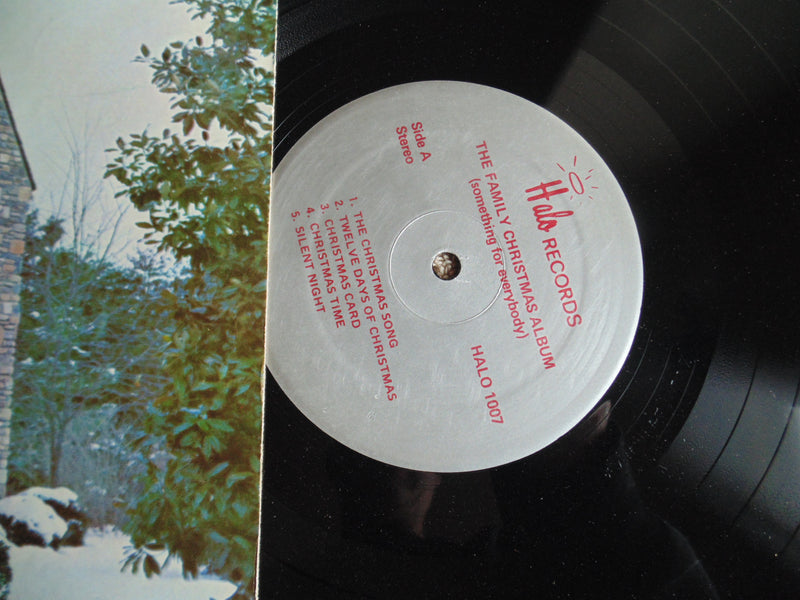 Halo RECORDS
THE FAMILY CHRISTMAS ALBUM
(something for everybody)
Side A
Stereo
HALO 1007
1. THE CHRISTMAS SONG
2. TWELVE DAYS OF CHRISTMAS
3. CHRISTMAS CARD
4. CHRISTMAS TIME
5. SILENT NIGHT